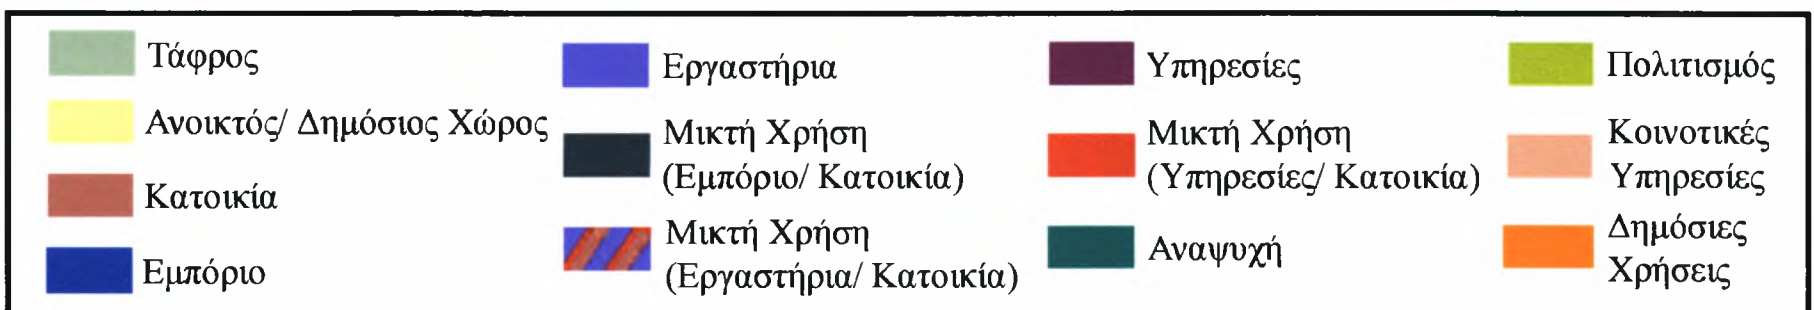 Τάφρος
Ανοικτός/ Δημόσιος Χώρος
Κατοικία
Εμπόριο
Εργαστήρια
Μικτή Χρήση
(Εμπόριο/ Κατοικία)
Μικτή Χρήση
(Εργαστήρια/ Κατοικία)
Υπηρεσίες
Μικτή Χρήση
(Υπηρεσίες/ Κατοικία)
Αναψυχή
Πολιτισμός
Κοινοτικές
Υπηρεσίες
Δημόσιες
Χρήσεις